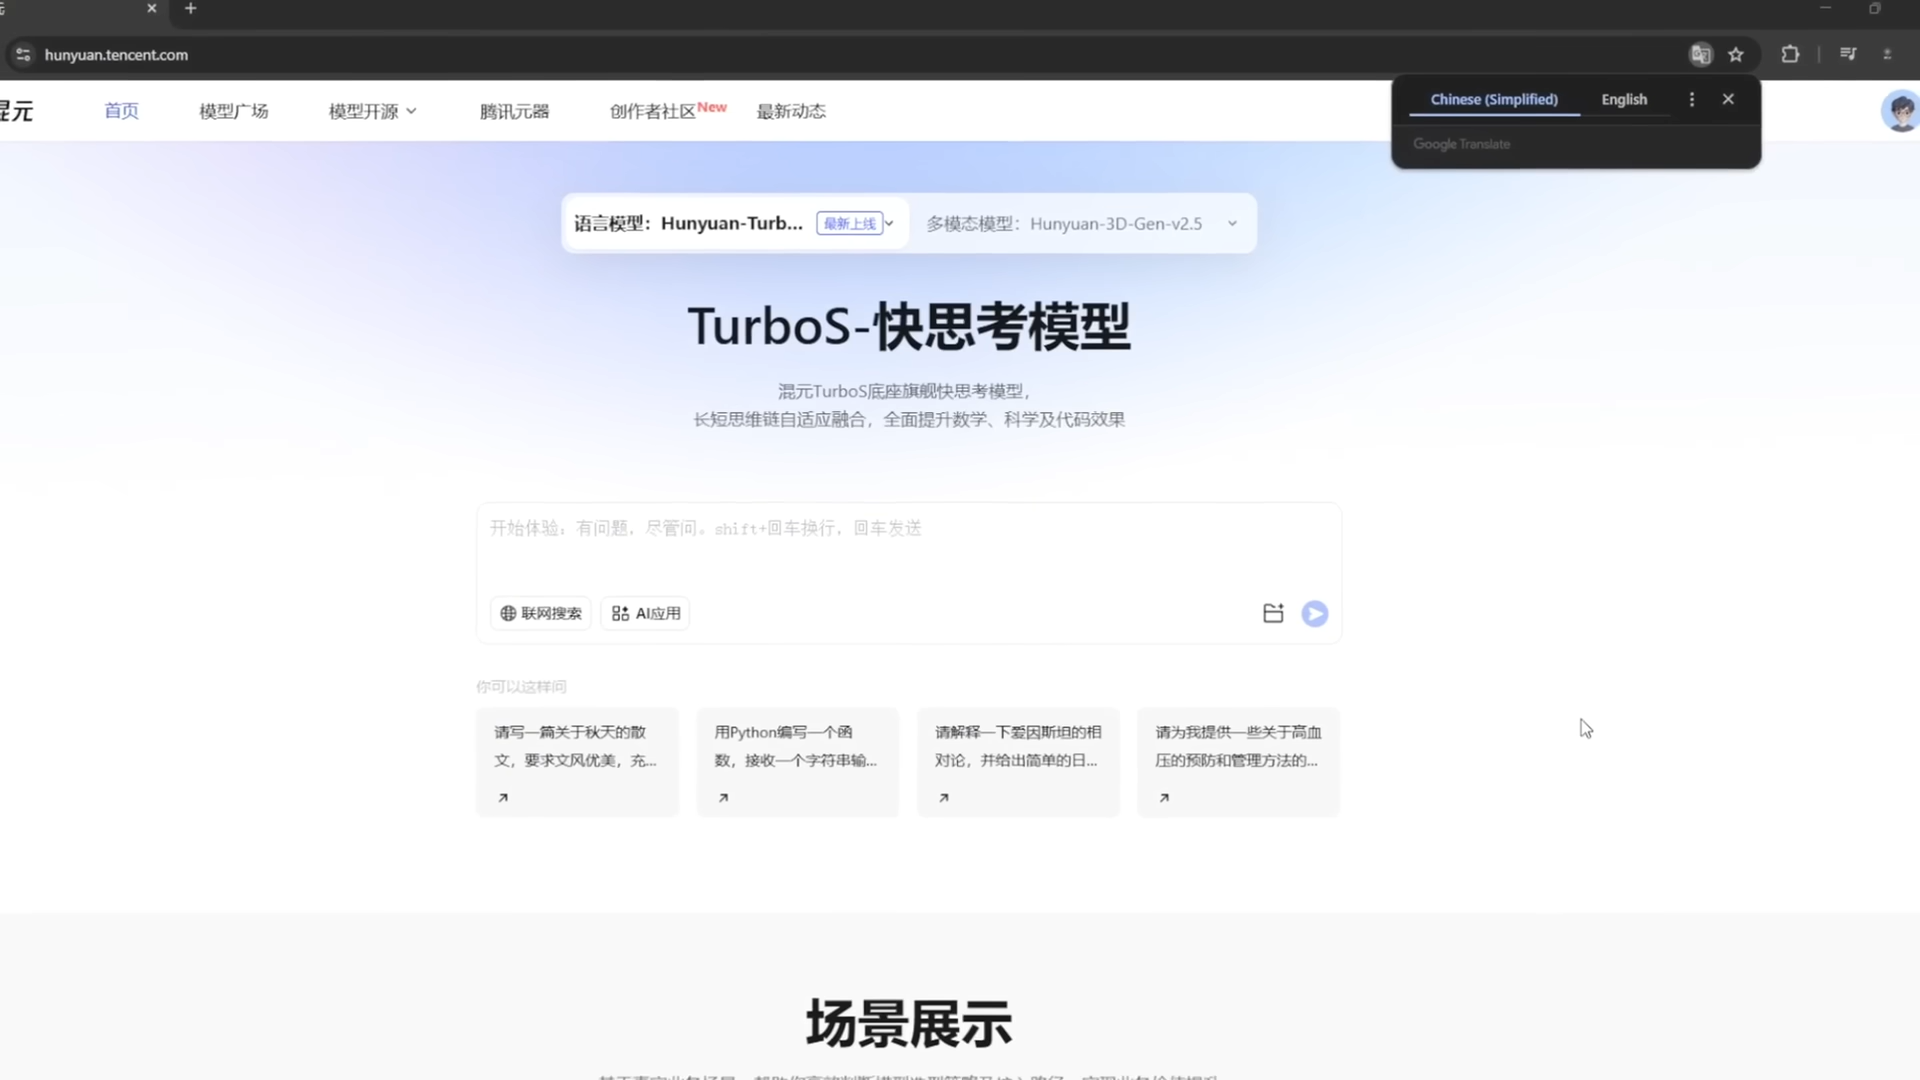 hunyuan.tencent.com
混元
首页
模型广场
模型开源
腾讯元器
创作者社区New
最新动态
Chinese (Simplified)
English
Google Translate
语言模型：Hunyuan-Turb...
最新上线
多模态模型：Hunyuan-3D-Gen-v2.5
TurboS-快思考模型
混元TurboS底座旗舰快思考模型，
长短思维链自适应融合，全面提升数学、科学及代码效果
开始体验：有问题，尽管问。shift+回车换行，回车发送
联网搜索
AI应用
你可以这样问
请写一篇关于秋天的散
文，要求文风优美，充...
用Python编写一个函
数，接收一个字符串输...
请解释一下爱因斯坦的相
对论，并给出简单的日...
请为我提供一些关于高血
压的预防和管理方法的...
场景展示